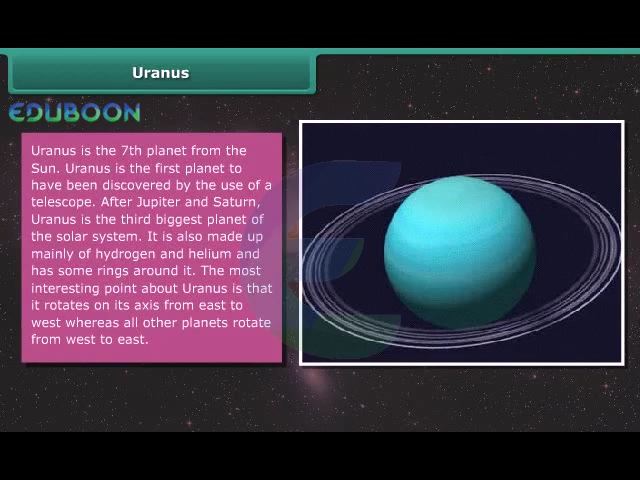 Uranus
EDUBOON
Uranus is the 7th planet from the
Sun. Uranus is the first planet to
have been discovered by the use of a
telescope. After Jupiter and Saturn,
Uranus is the third biggest planet of
the solar system. It is also made up
mainly of hydrogen and helium and
has some rings around it. The most
interesting point about Uranus is that
it rotates on its axis from east to
west whereas all other planets rotate
from west to east.